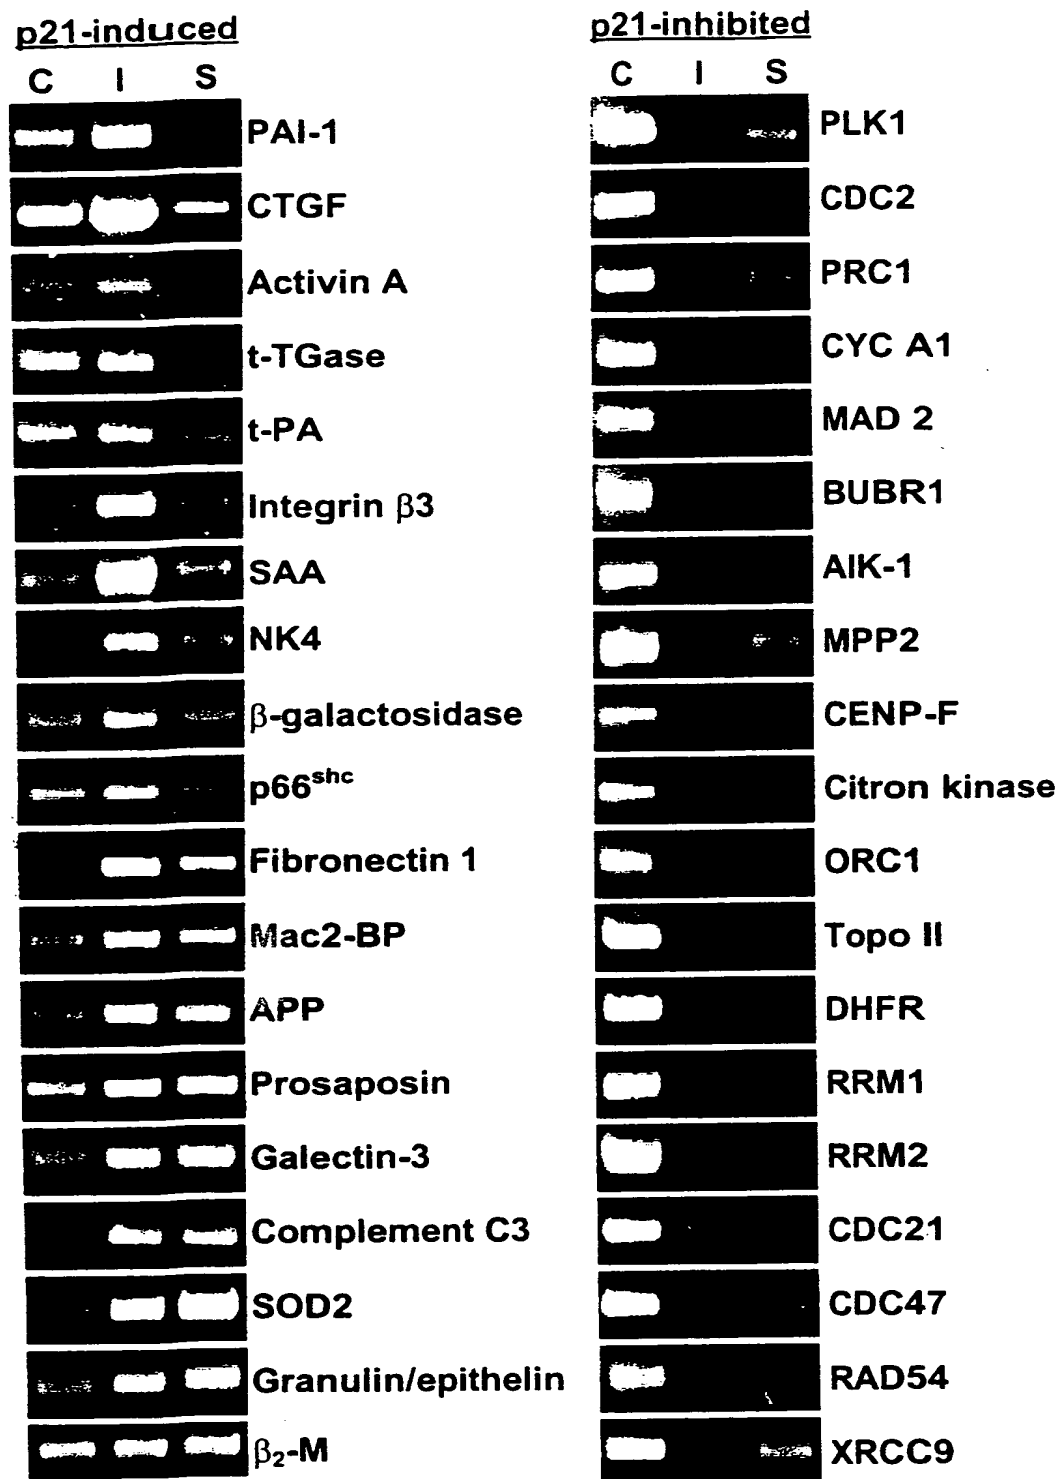 p21-induced
C I S
PAI-1
CTGF
Activin A
t-TGase
t-PA
Integrin β3
SAA
NK4
β-galactosidase
p66shc
Fibronectin 1
Mac2-BP
APP
Prosaposin
Galectin-3
Complement C3
SOD2
Granulin/epithelin
β2-M
p21-inhibited
C I S
PLK1
CDC2
PRC1
CYC A1
MAD 2
BUBR1
AIK-1
MPP2
CENP-F
Citron kinase
ORC1
Topo II
DHFR
RRM1
RRM2
CDC21
CDC47
RAD54
XRCC9